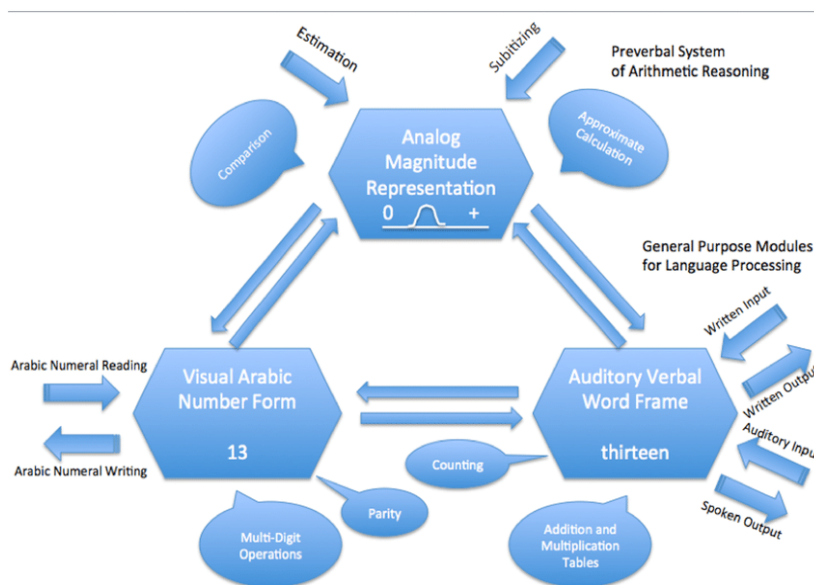 Estimation
Subitizing
Preverbal System
of Arithmetic Reasoning
Comparison
Analog
Magnitude
Representation
0 +
Approximate
Calculation
General Purpose Modules
for Language Processing
Written Input
Written Output
Auditory Input
Spoken Output
Arabic Numeral Reading
Arabic Numeral Writing
Visual Arabic
Number Form
13
Auditory Verbal
Word Frame
thirteen
Counting
Parity
Multi-Digit
Operations
Addition and
Multiplication
Tables